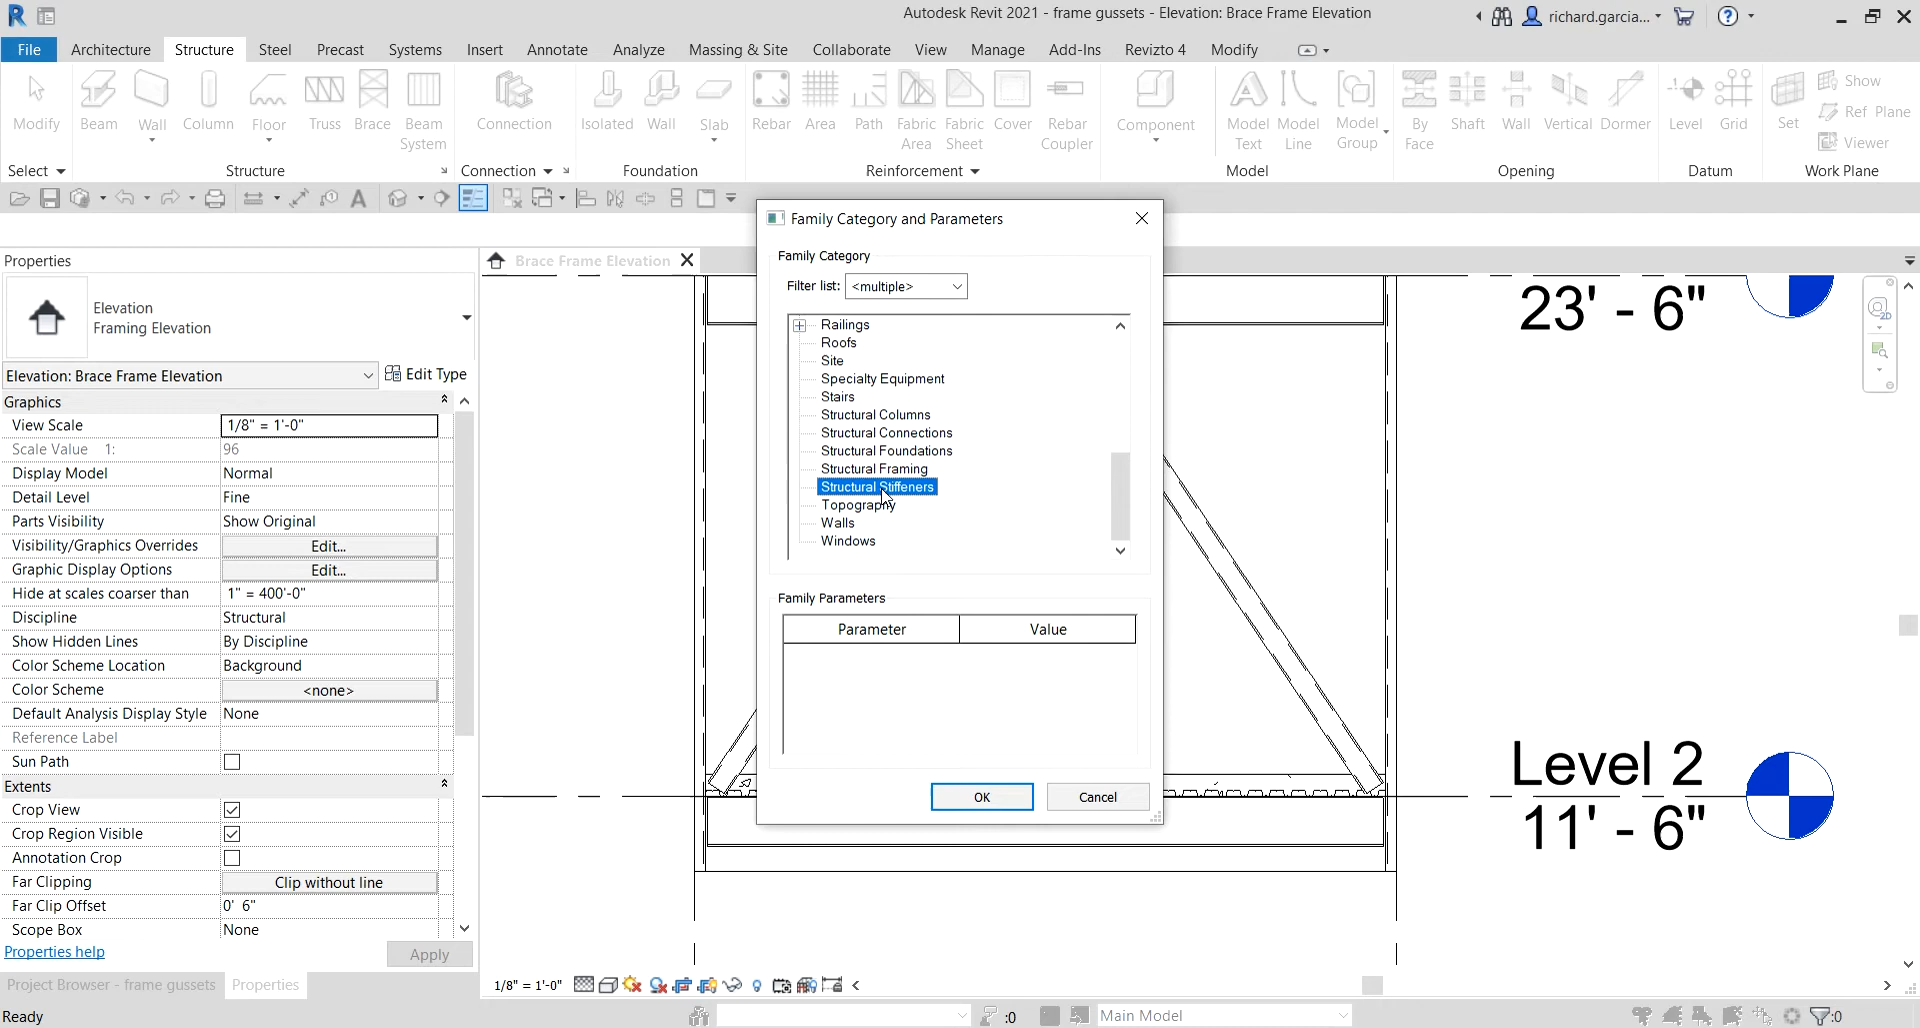 Autodesk Revit 2021 - frame gussets - Elevation: Brace Frame Elevation
richard.garcia...
File Architecture Structure Steel Precast Systems Insert Annotate Analyze Massing & Site Collaborate View Manage Add-Ins Revizto 4 Modify
Modify Beam Wall Column Floor Truss Brace Beam System Connection Isolated Wall Slab Rebar Area Path Fabric Area Fabric Sheet Cover Rebar Coupler Component Model Text Model Line Model Group By Face Shaft Wall Vertical Dormer Level Grid Set Show Ref Plane Viewer
Select Structure Connection Foundation Reinforcement Model Opening Datum Work Plane
Properties
Elevation
Framing Elevation
Elevation: Brace Frame Elevation Edit Type
Graphics
View Scale 1/8" = 1'-0"
Scale Value 1: 96
Display Model Normal
Detail Level Fine
Parts Visibility Show Original
Visibility/Graphics Overrides Edit...
Graphic Display Options Edit...
Hide at scales coarser than 1" = 400'-0"
Discipline Structural
Show Hidden Lines By Discipline
Color Scheme Location Background
Color Scheme <none>
Default Analysis Display Style None
Reference Label
Sun Path
Extents
Crop View
Crop Region Visible
Annotation Crop
Far Clipping Clip without line
Far Clip Offset 0' 6"
Scope Box None
Properties help Apply
Project Browser - frame gussets Properties
Ready
Brace Frame Elevation
Family Category and Parameters
Family Category
Filter list: <multiple>
Railings
Roofs
Site
Specialty Equipment
Stairs
Structural Columns
Structural Connections
Structural Foundations
Structural Framing
Structural Stiffeners
Topography
Walls
Windows
Family Parameters
Parameter Value
OK Cancel
23' - 6"
2D
Level 2
11' - 6"
1/8" = 1'-0"
:0 Main Model :0